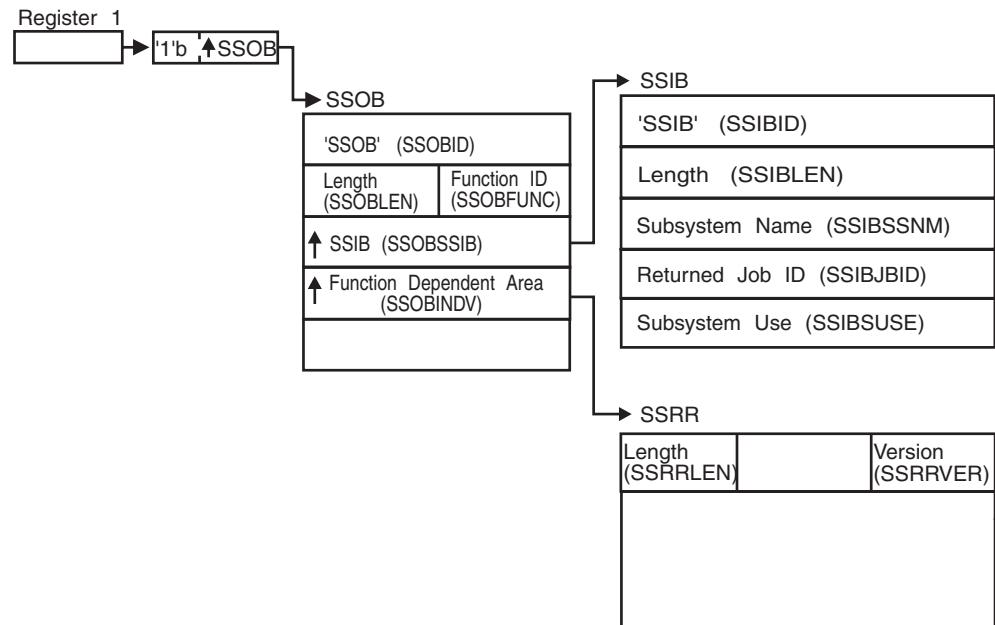 Register 1
'1'b SSOB
SSOB
'SSOB' (SSOBID)
Length
(SSOBLEN)
Function ID
(SSOBFUNC)
SSIB (SSOBSSIB)
Function Dependent Area
(SSOBINDV)
SSIB
'SSIB' (SSIBID)
Length (SSIBLEN)
Subsystem Name (SSIBSSNM)
Returned Job ID (SSIBJBID)
Subsystem Use (SSIBSUSE)
SSRR
Length
(SSRRLEN)
Version
(SSRRVER)